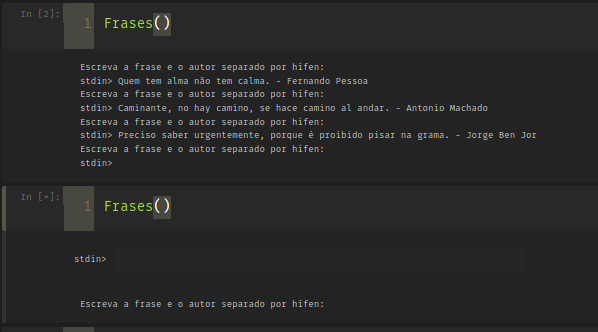 In [2]:
1 Frases()
Escreva a frase e o autor separado por hifen:
stdin> Quem tem alma não tem calma. - Fernando Pessoa
Escreva a frase e o autor separado por hifen:
stdin> Caminante, no hay camino, se hace camino al andar. - Antonio Machado
Escreva a frase e o autor separado por hifen:
stdin> Preciso saber urgentemente, porque é proibido pisar na grama. - Jorge Ben Jor
Escreva a frase e o autor separado por hifen:
stdin>
In [*]:
1 Frases()
stdin>
Escreva a frase e o autor separado por hifen: